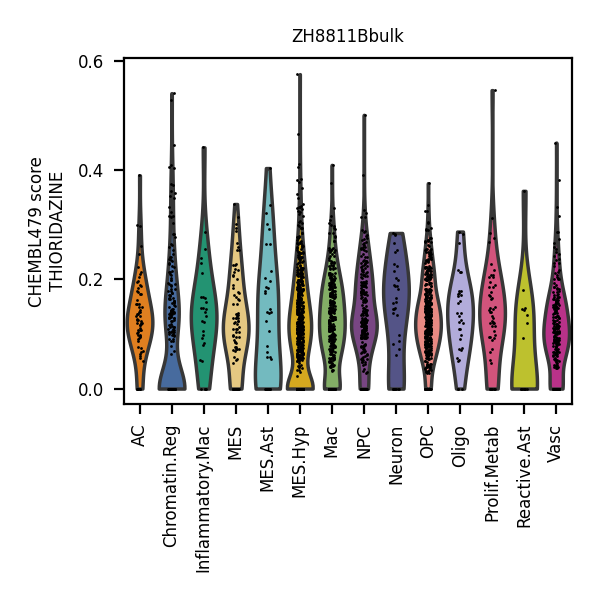 ZH8811Bbulk
CHEMBL479 score
THIORIDAZINE
0.6
0.4
0.2
0.0
AC
Chromatin.Reg
Inflammatory.Mac
MES
MES.Ast
MES.Hyp
Mac
NPC
Neuron
OPC
Oligo
Prolif.Metab
Reactive.Ast
Vasc